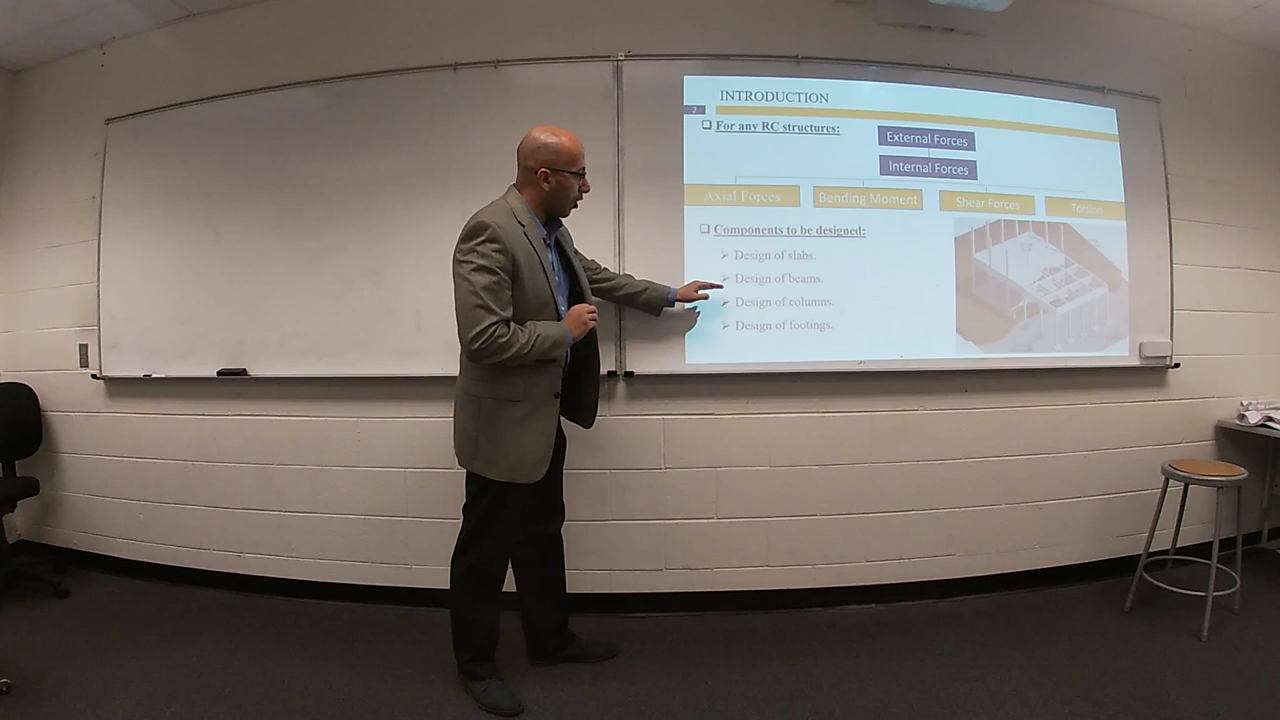 INTRODUCTION
2
❑ For any RC structures:
External Forces
Internal Forces
Axial Forces
Bending Moment
Shear Forces
Torsion
❑ Components to be designed:
➢ Design of slabs.
➢ Design of beams.
➢ Design of columns.
➢ Design of footings.